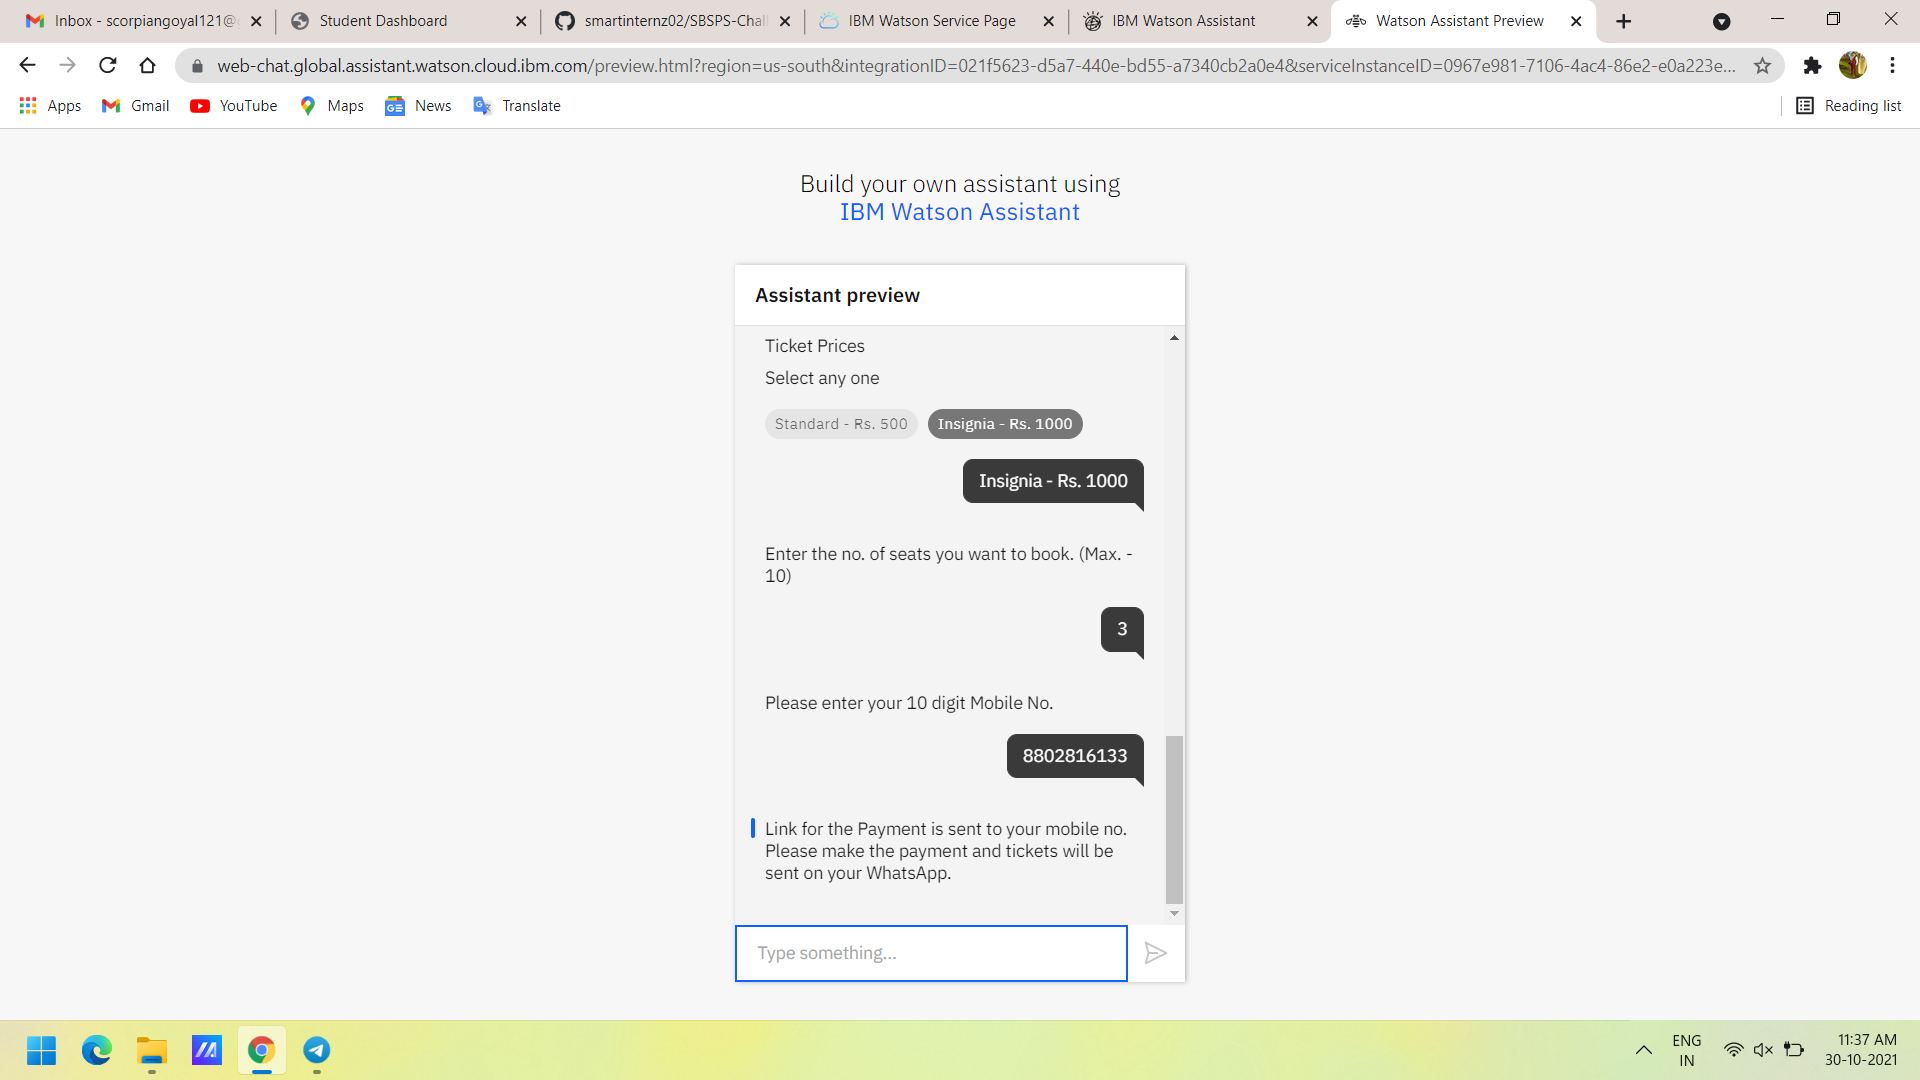 Inbox - scorpiangoyal121@
Student Dashboard
smartinternz02/SBSPS-Chal
IBM Watson Service Page
IBM Watson Assistant
Watson Assistant Preview
web-chat.global.assistant.watson.cloud.ibm.com/preview.html?region=us-south&integrationID=021f5623-d5a7-440e-bd55-a7340cb2a0e4&serviceInstanceID=0967e981-7106-4ac4-86e2-e0a223e...
Apps
Gmail
YouTube
Maps
News
Translate
Reading list
Build your own assistant using
IBM Watson Assistant
Assistant preview
Ticket Prices
Select any one
Standard - Rs. 500
Insignia - Rs. 1000
Insignia - Rs. 1000
Enter the no. of seats you want to book. (Max. -
10)
3
Please enter your 10 digit Mobile No.
8802816133
Link for the Payment is sent to your mobile no.
Please make the payment and tickets will be
sent on your WhatsApp.
Type something...
ENG
IN
11:37 AM
30-10-2021